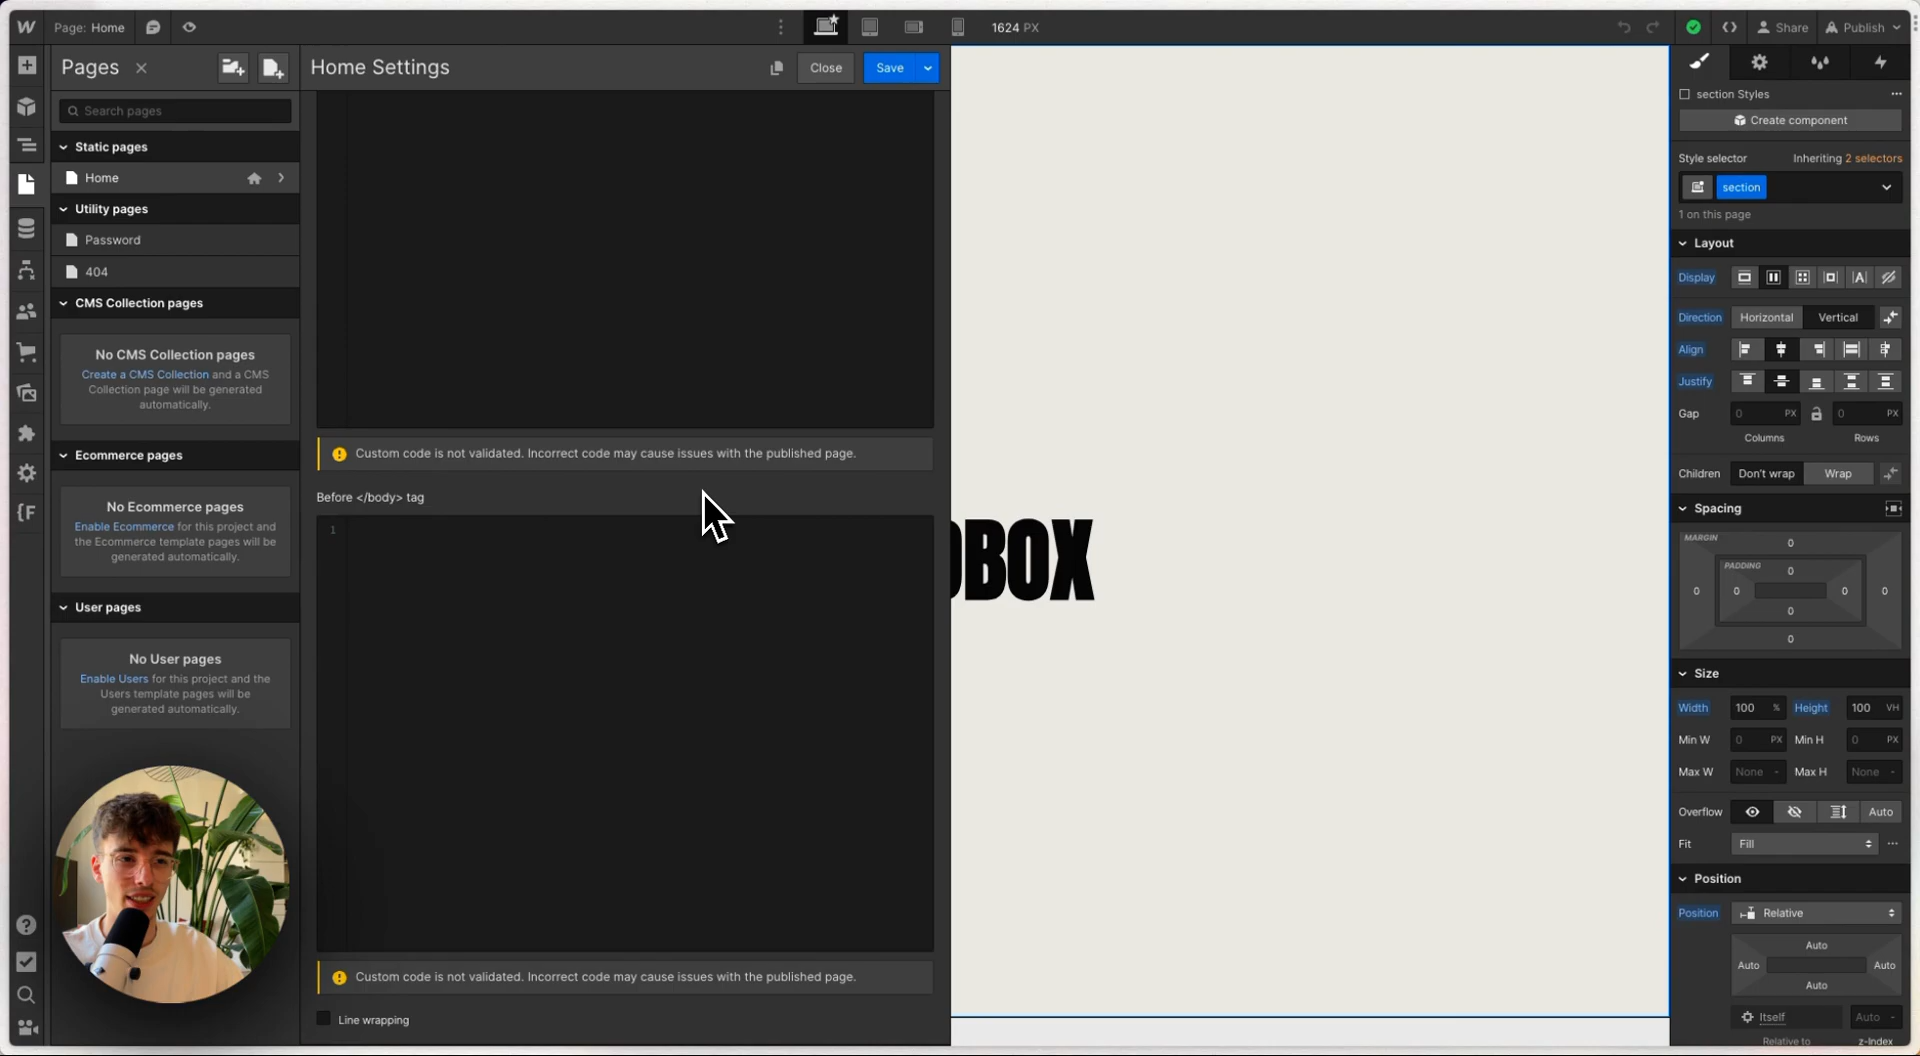 Page: Home
1624 PX
Share
Publish
Pages
Search pages
Static pages
Home
Utility pages
Password
404
CMS Collection pages
No CMS Collection pages
Create a CMS Collection and a CMS
Collection page will be generated
automatically.
Ecommerce pages
No Ecommerce pages
Enable Ecommerce for this project and
the Ecommerce template pages will be
generated automatically.
User pages
No User pages
Enable Users for this project and the
Users template pages will be
generated automatically.
Home Settings
Close
Save
Custom code is not validated. Incorrect code may cause issues with the published page.
Before </body> tag
1
Custom code is not validated. Incorrect code may cause issues with the published page.
Line wrapping
BOX
section Styles
Create component
Style selector
Inheriting 2 selectors
section
1 on this page
Layout
Display
Direction Horizontal Vertical
Align
Justify
Gap 0 PX 0 PX
Columns Rows
Children Don't wrap Wrap
Spacing
MARGIN
0
PADDING
0
0 0 0 0
0
0
Size
Width 100 % Height 100 VH
Min W 0 PX Min H 0 PX
Max W None - Max H None -
Overflow Auto
Fit Fill
Position
Position Relative
Auto
Auto Auto
Auto
Itself Auto -
Relative to z-Index